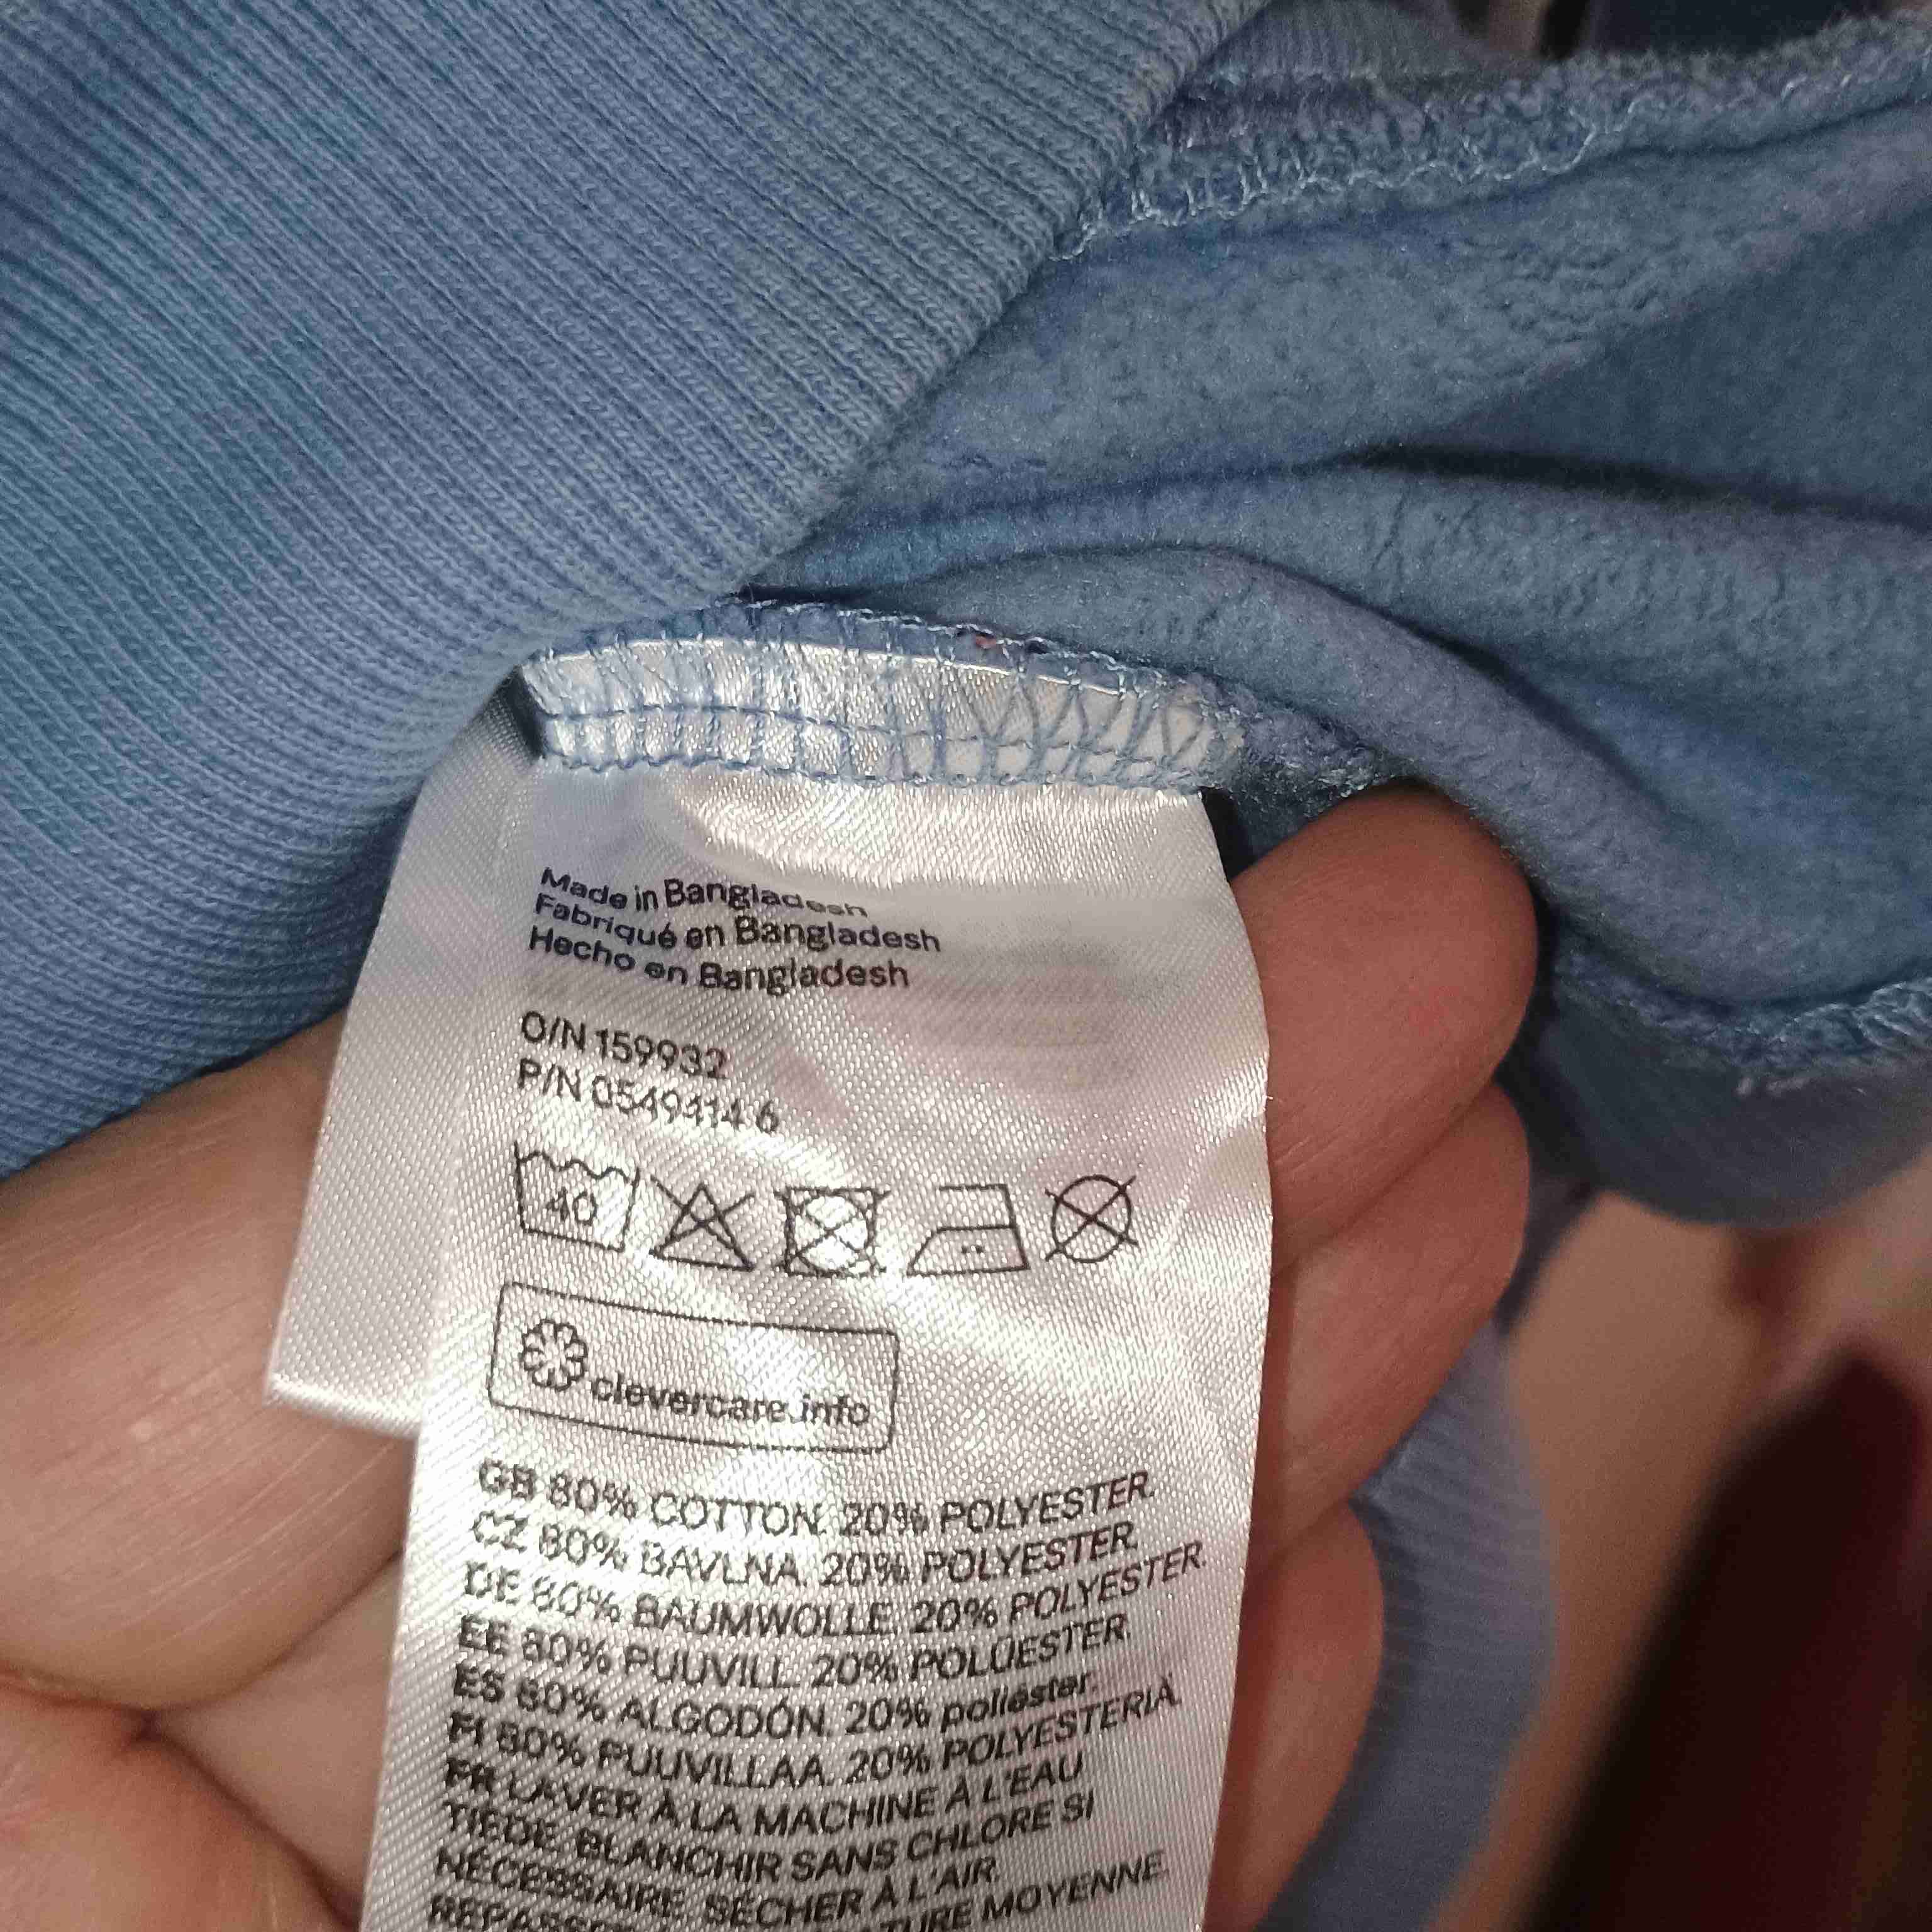 Made in Bangladesh
Fabriqué en Bangladesh
Hecho en Bangladesh
O/N 159932
P/N 0549414 6
40
clevercare.info
GB 80% COTTON. 20% POLYESTER.
CZ 80% BAVLNA. 20% POLYESTER.
DE 80% BAUMWOLLE. 20% POLYESTER.
EE 80% PUUVILL. 20% POLÜESTER.
ES 80% ALGODÓN. 20% poliéster.
FI 80% PUUVILLAA. 20% POLYESTERIÄ
FR LAVER À LA MACHINE À L'EAU
TIÈDE. BLANCHIR SANS CHLORE SI
NÉCESSAIRE. SÉCHER À L'AIR.
MOYENNE.